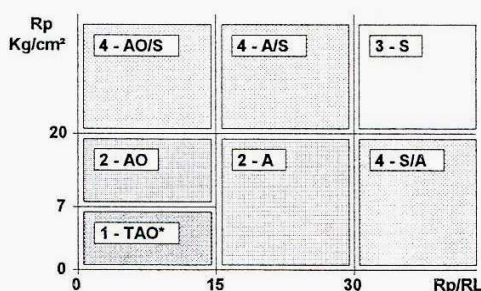 Rp
Kg/cm²
4 - AO/S
4 - A/S
3 - S
20
2 - AO
2 - A
4 - S/A
7
1 - TAO*
0
0
15
30
Rp/RL